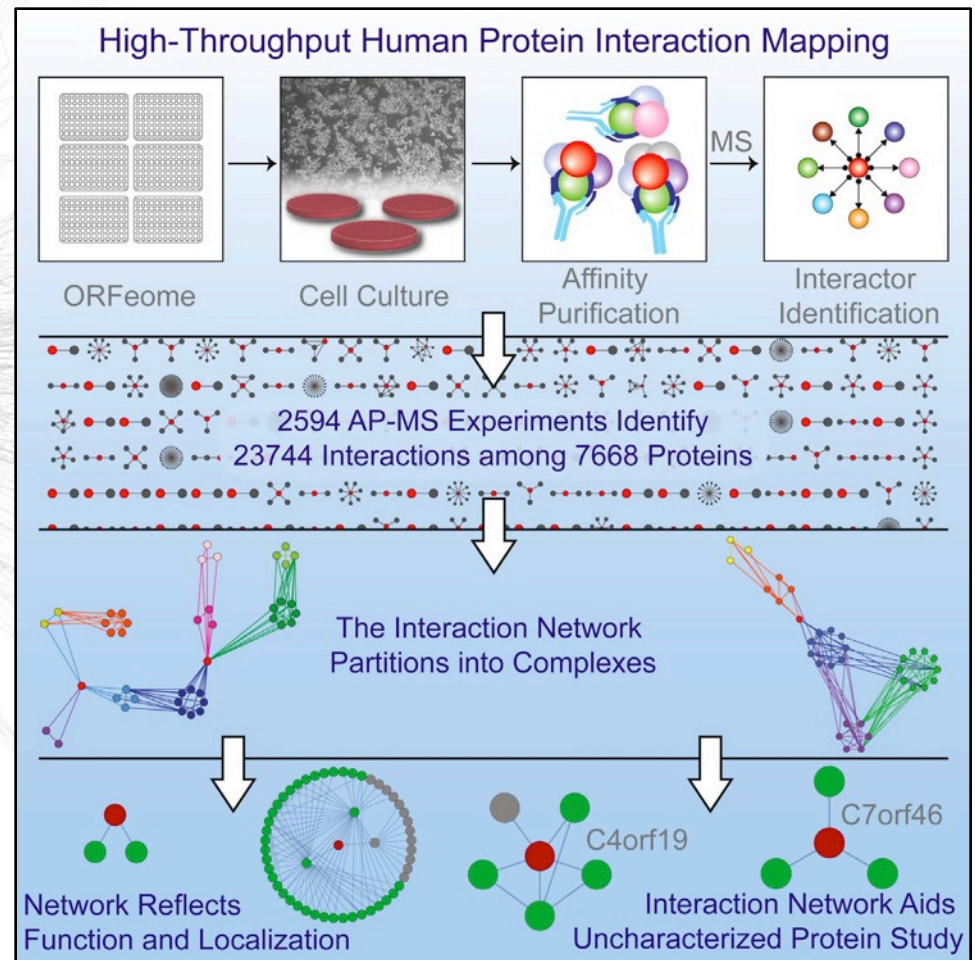 High-Throughput Human Protein Interaction Mapping
MS
ORFeome
Cell Culture
Affinity
Purification
Interactor
Identification
2594 AP-MS Experiments Identify
23744 Interactions among 7668 Proteins
The Interaction Network
Partitions into Complexes
C4orf19
C7orf46
Network Reflects
Function and Localization
Interaction Network Aids
Uncharacterized Protein Study